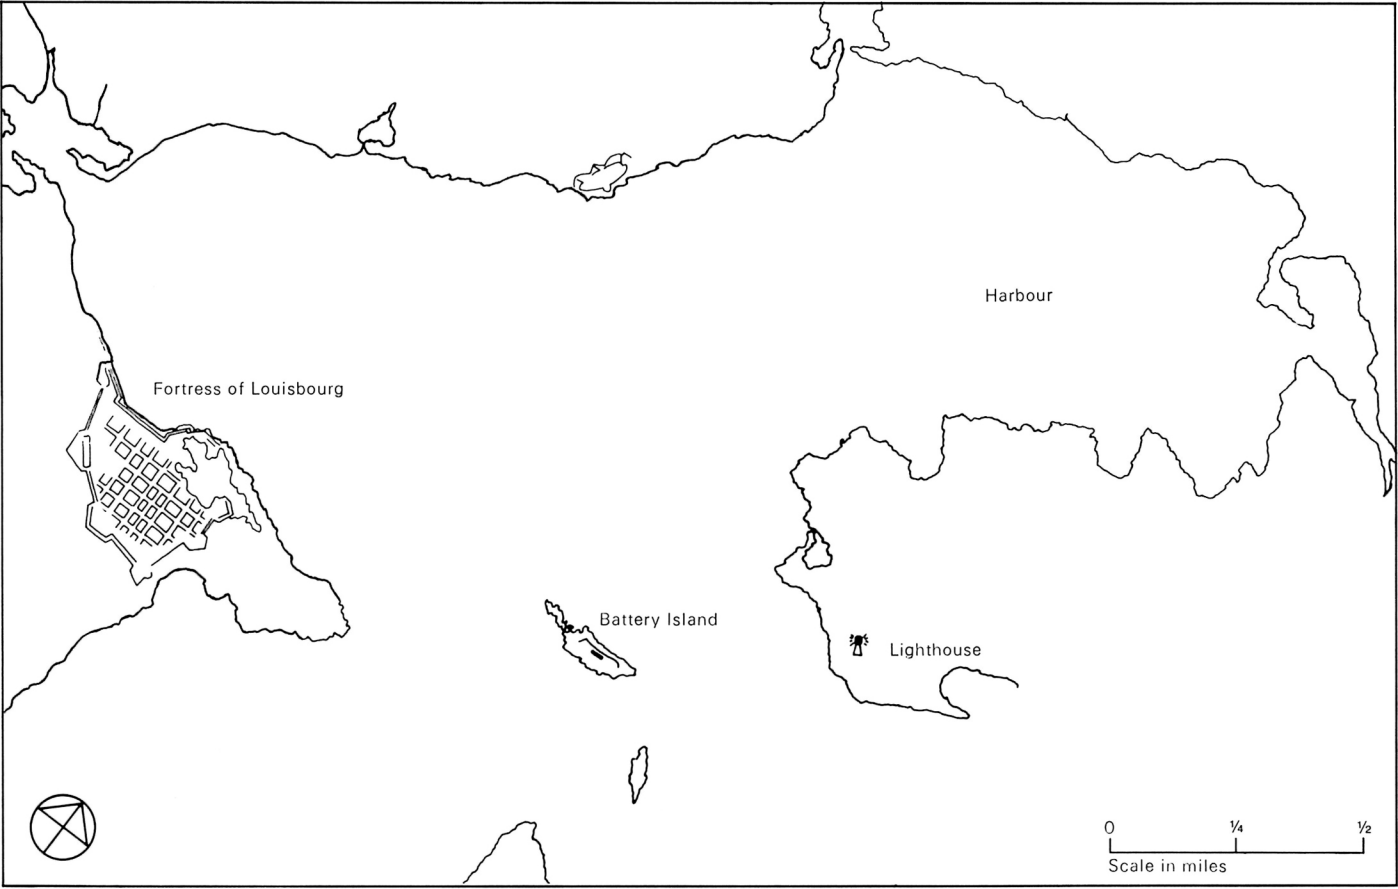 Harbour
Fortress of Louisbourg
Battery Island
Lighthouse
0 ¼ ½
Scale in miles